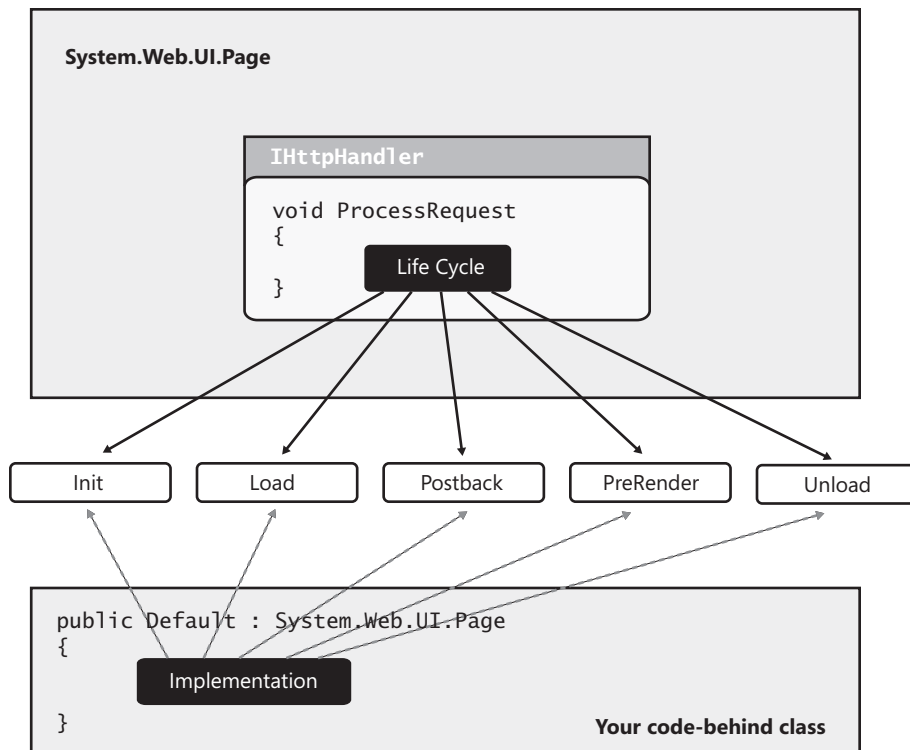 System.Web.UI.Page
IHttpHandler
void ProcessRequest
{
Life Cycle
}
Init
Load
Postback
PreRender
Unload
public Default : System.Web.UI.Page
{
Implementation
}
Your code-behind class